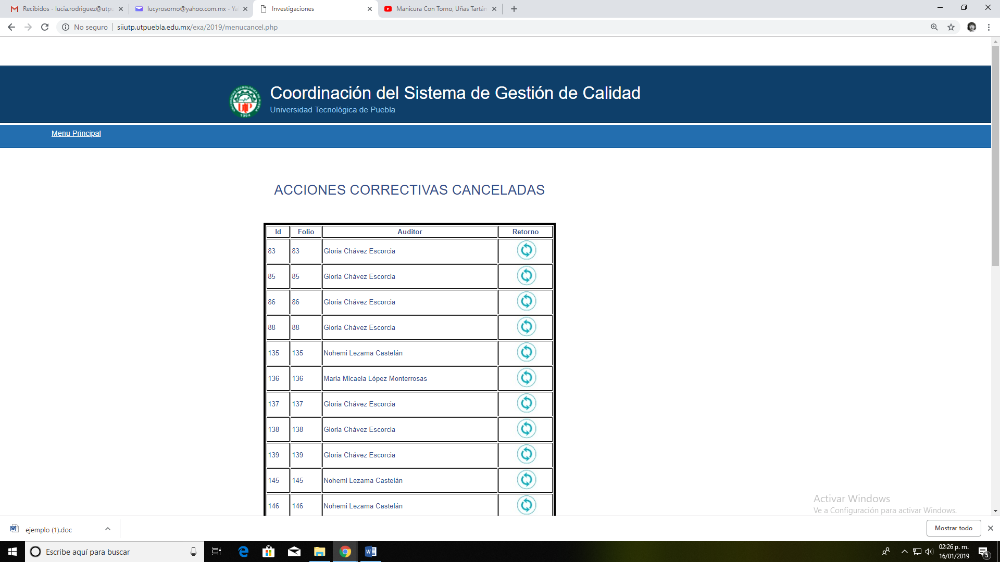 Recibidos - lucia.rodriguez@utpu
lucyrosorno@yahoo.com.mx - Ya
Investigaciones
Manicura Con Torno, Uñas Tartán
No seguro
siiutp.utpuebla.edu.mx/exa/2019/menucancel.php
Coordinación del Sistema de Gestión de Calidad
Universidad Tecnológica de Puebla
Menu Principal
ACCIONES CORRECTIVAS CANCELADAS
Id Folio Auditor Retorno
83 83 Gloria Chávez Escorcia
85 85 Gloria Chávez Escorcia
86 86 Gloria Chávez Escorcia
88 88 Gloria Chávez Escorcia
135 135 Nohemi Lezama Castelán
136 136 Maria Micaela López Monterrosas
137 137 Gloria Chávez Escorcia
138 138 Gloria Chávez Escorcia
139 139 Gloria Chávez Escorcia
145 145 Nohemi Lezama Castelán
146 146 Nohemi Lezama Castelán
Activar Windows
Ve a Configuración para activar Windows.
ejemplo (1).doc
Mostrar todo
Escribe aquí para buscar
02:26 p. m.
16/01/2019
5